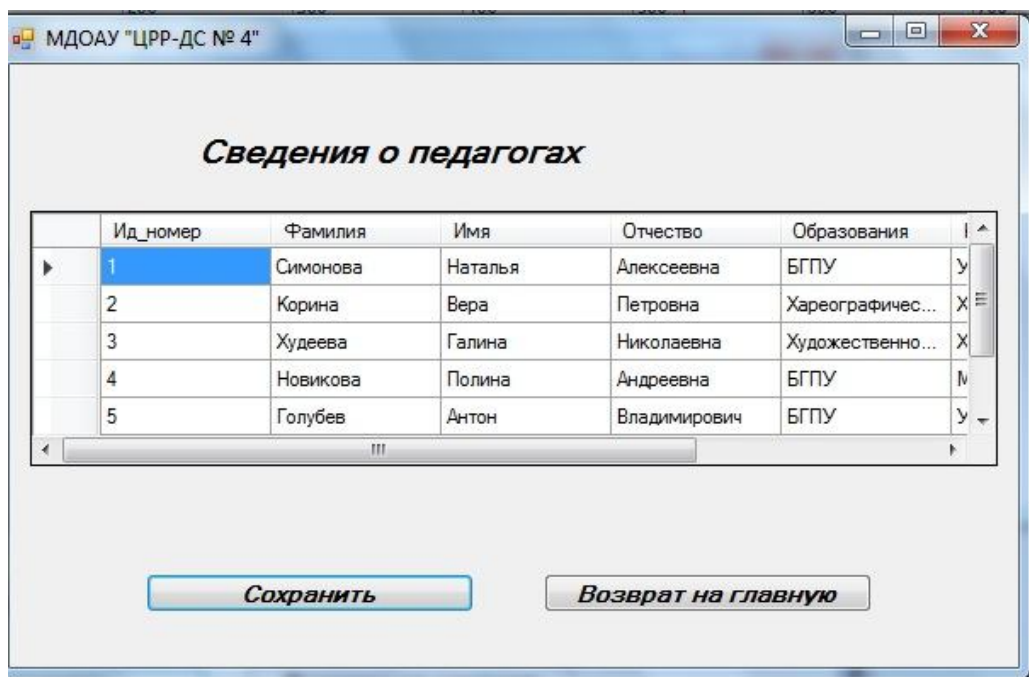 МДОАУ "ЦРР-ДС № 4"
Сведения о педагогах
Ид_номер Фамилия Имя Отчество Образования
1 Симонова Наталья Алексеевна БГПУ У
2 Корина Вера Петровна Хареографичес... Х
3 Худеева Галина Николаевна Художественно... Х
4 Новикова Полина Андреевна БГПУ М
5 Голубев Антон Владимирович БГПУ У
Сохранить Возврат на главную